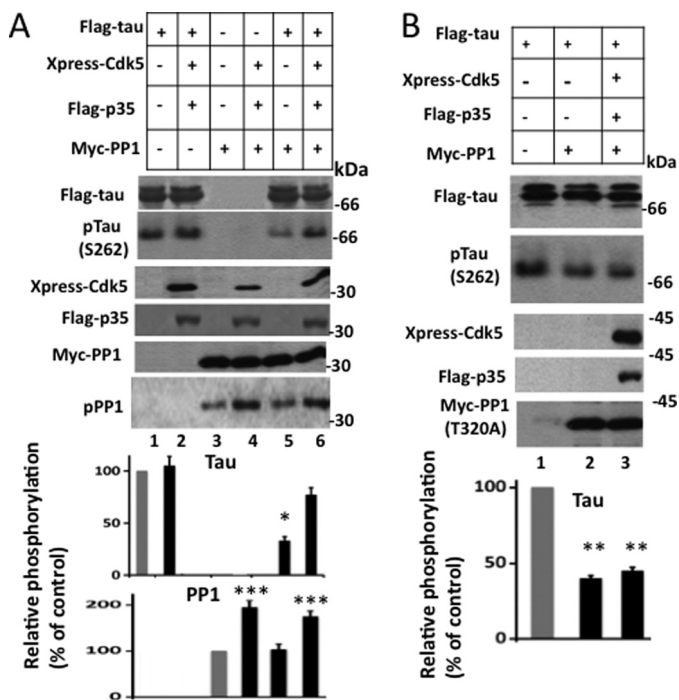 A
Flag-tau + + - - + +
Xpress-Cdk5 - + - + - +
Flag-p35 - + - + - +
Myc-PP1 - - + + + +
kDa
Flag-tau -66
pTau -66
(S262)
Xpress-Cdk5 -30
Flag-p35 -30
Myc-PP1 -30
pPP1 -30
1 2 3 4 5 6
Relative phosphorylation
(% of control)
Tau
100
50
0
*
PP1
200
100
0
*** ***
B
Flag-tau + + +
Xpress-Cdk5 - - +
Flag-p35 - - +
Myc-PP1 - + +
kDa
Flag-tau -66
pTau
(S262) -66
Xpress-Cdk5 -45
Flag-p35 -45
Myc-PP1 -45
(T320A)
1 2 3
Relative phosphorylation
(% of control)
100
Tau
50
0
** **